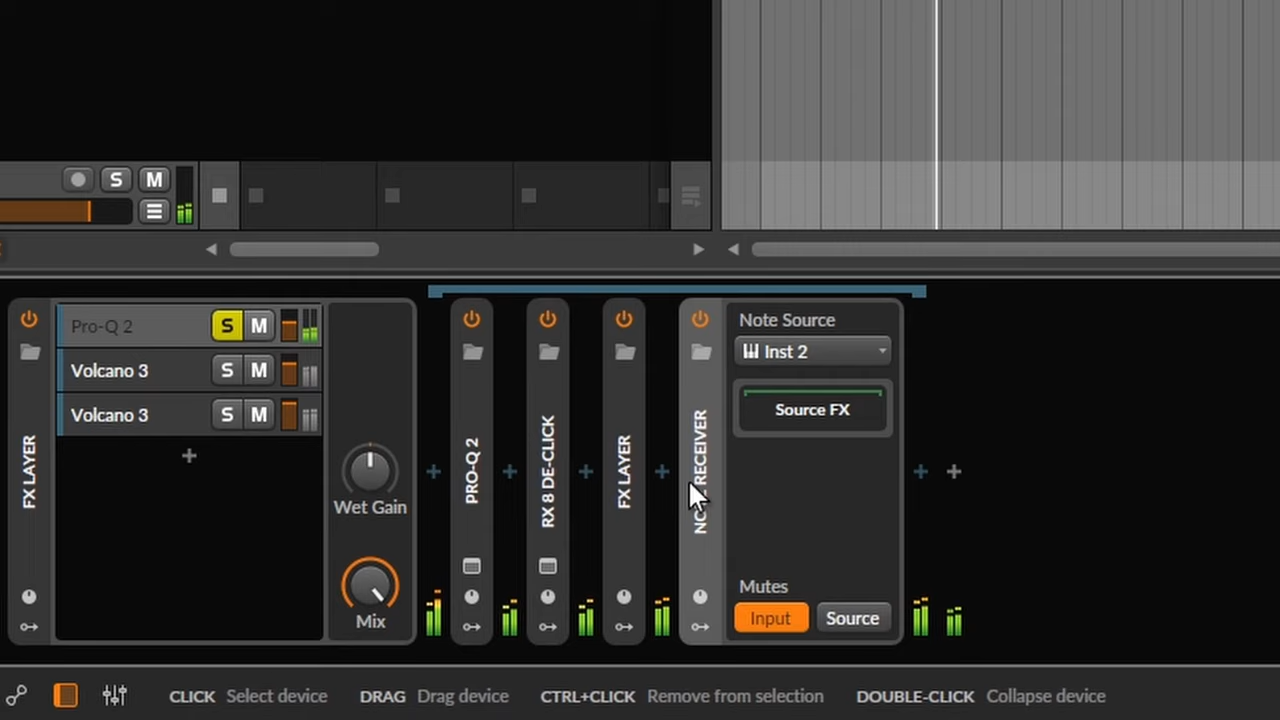 S M
Pro-Q 2 S M
Volcano 3 S M
Volcano 3 S M
FX LAYER
Wet Gain
Mix
PRO-Q 2
RX 8 DE-CLICK
FX LAYER
RECEIVER
Note Source
Inst 2
Source FX
Mutes
Input Source
CLICK Select device DRAG Drag device CTRL+CLICK Remove from selection DOUBLE-CLICK Collapse device